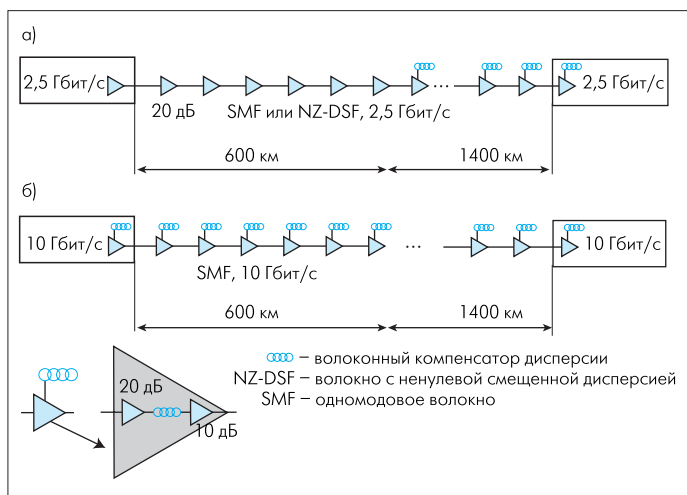 а)
2,5 Гбит/с
2,5 Гбит/с
20 дБ
SMF или NZ-DSF, 2,5 Гбит/с
...
600 км
1400 км
б)
10 Гбит/с
10 Гбит/с
...
SMF, 10 Гбит/с
600 км
1400 км
– волоконный компенсатор дисперсии
NZ-DSF – волокно с ненулевой смещенной дисперсией
SMF – одномодовое волокно
20 дБ
10 дБ